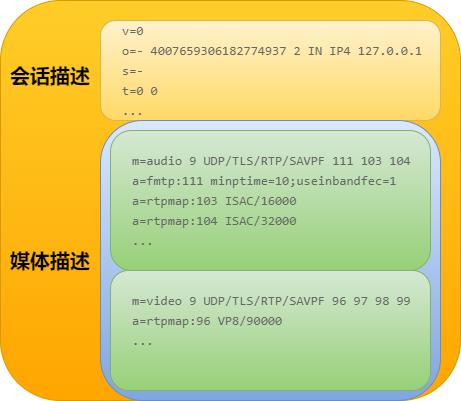 会话描述
v=0
o=- 4007659306182774937 2 IN IP4 127.0.0.1
s=-
t=0 0
...
媒体描述
m=audio 9 UDP/TLS/RTP/SAVPF 111 103 104
a=fmtp:111 minptime=10;useinbandfec=1
a=rtpmap:103 ISAC/16000
a=rtpmap:104 ISAC/32000
...
m=video 9 UDP/TLS/RTP/SAVPF 96 97 98 99
a=rtpmap:96 VP8/90000
...